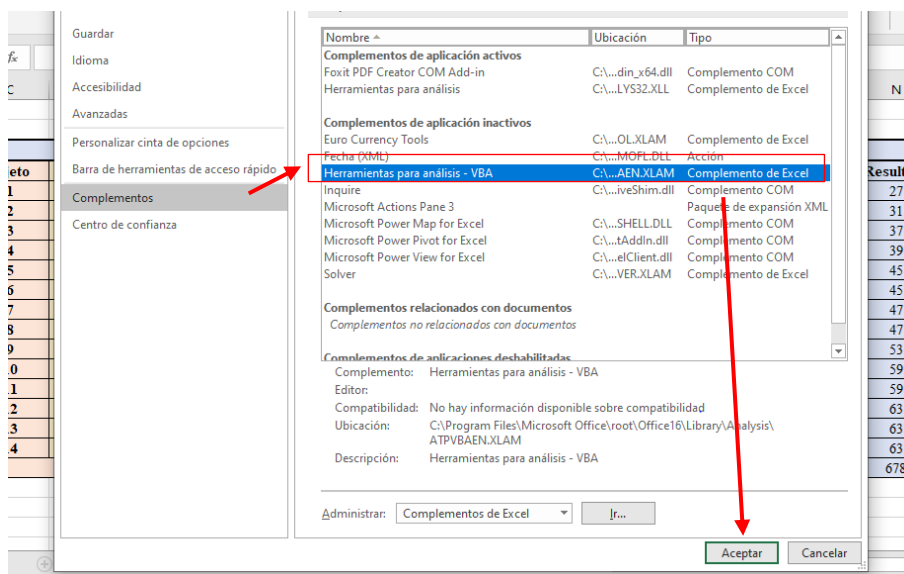 Guardar
Idioma
Accesibilidad
Avanzadas
Personalizar cinta de opciones
Barra de herramientas de acceso rápido
Complementos
Centro de confianza
Nombre Ubicación Tipo
Complementos de aplicación activos
Foxit PDF Creator COM Add-in C:\...din_x64.dll Complemento COM
Herramientas para análisis C:\...LYS32.XLL Complemento de Excel
Complementos de aplicación inactivos
Euro Currency Tools C:\...OL.XLAM Complemento de Excel
Fecha (XML) C:\...MOFL.DLL Acción
Herramientas para análisis - VBA C:\...AEN.XLAM Complemento de Excel
Inquire C:\...iveShim.dll Complemento COM
Microsoft Actions Pane 3 Paquete de expansión XML
Microsoft Power Map for Excel C:\...SHELL.DLL Complemento COM
Microsoft Power Pivot for Excel C:\...tAddIn.dll Complemento COM
Microsoft Power View for Excel C:\...elClient.dll Complemento COM
Solver C:\...VER.XLAM Complemento de Excel
Complementos relacionados con documentos
Complementos no relacionados con documentos
Complementos de aplicaciones deshabilitadas
Complemento: Herramientas para análisis - VBA
Editor:
Compatibilidad: No hay información disponible sobre compatibilidad
Ubicación: C:\Program Files\Microsoft Office\root\Office16\Library\Analysis\
ATPVBAEN.XLAM
Descripción: Herramientas para análisis - VBA
Administrar: Complementos de Excel Ir...
Aceptar Cancelar
fx
C
eto
1
2
3
4
5
6
7
8
9
10
11
12
13
14
N
Result
27
31
37
39
45
45
47
47
53
59
59
63
63
63
678